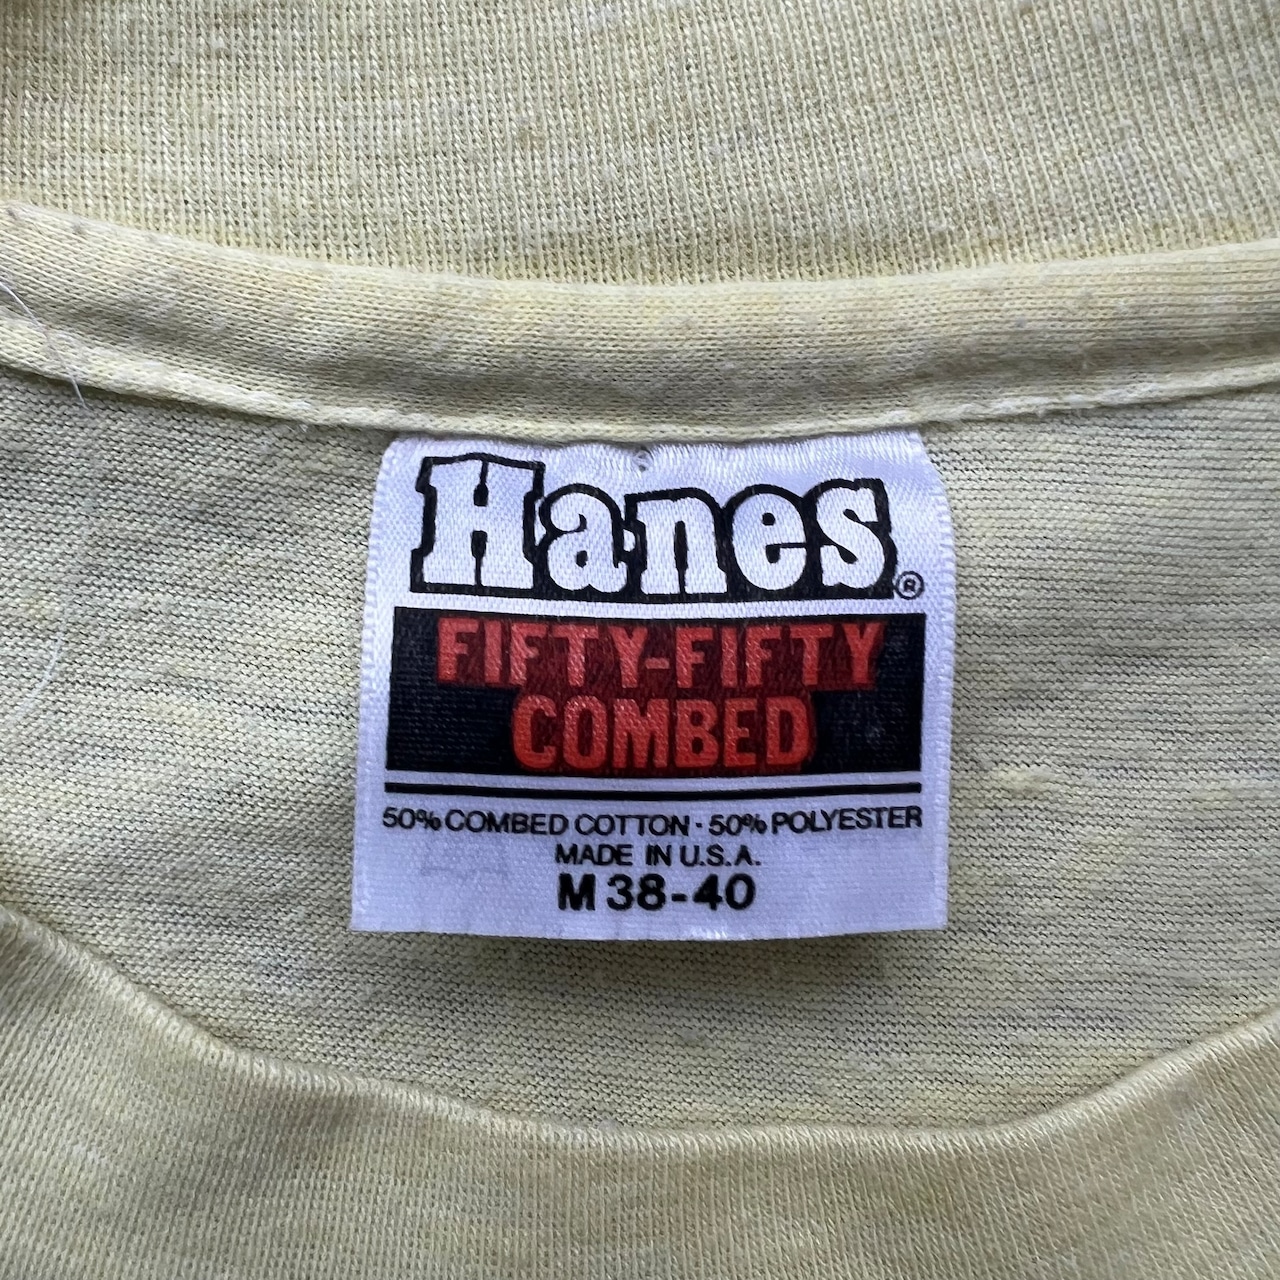 Hanes®
FIFTY-FIFTY
COMBED
50% COMBED COTTON · 50% POLYESTER
MADE IN U.S.A.
M 38-40